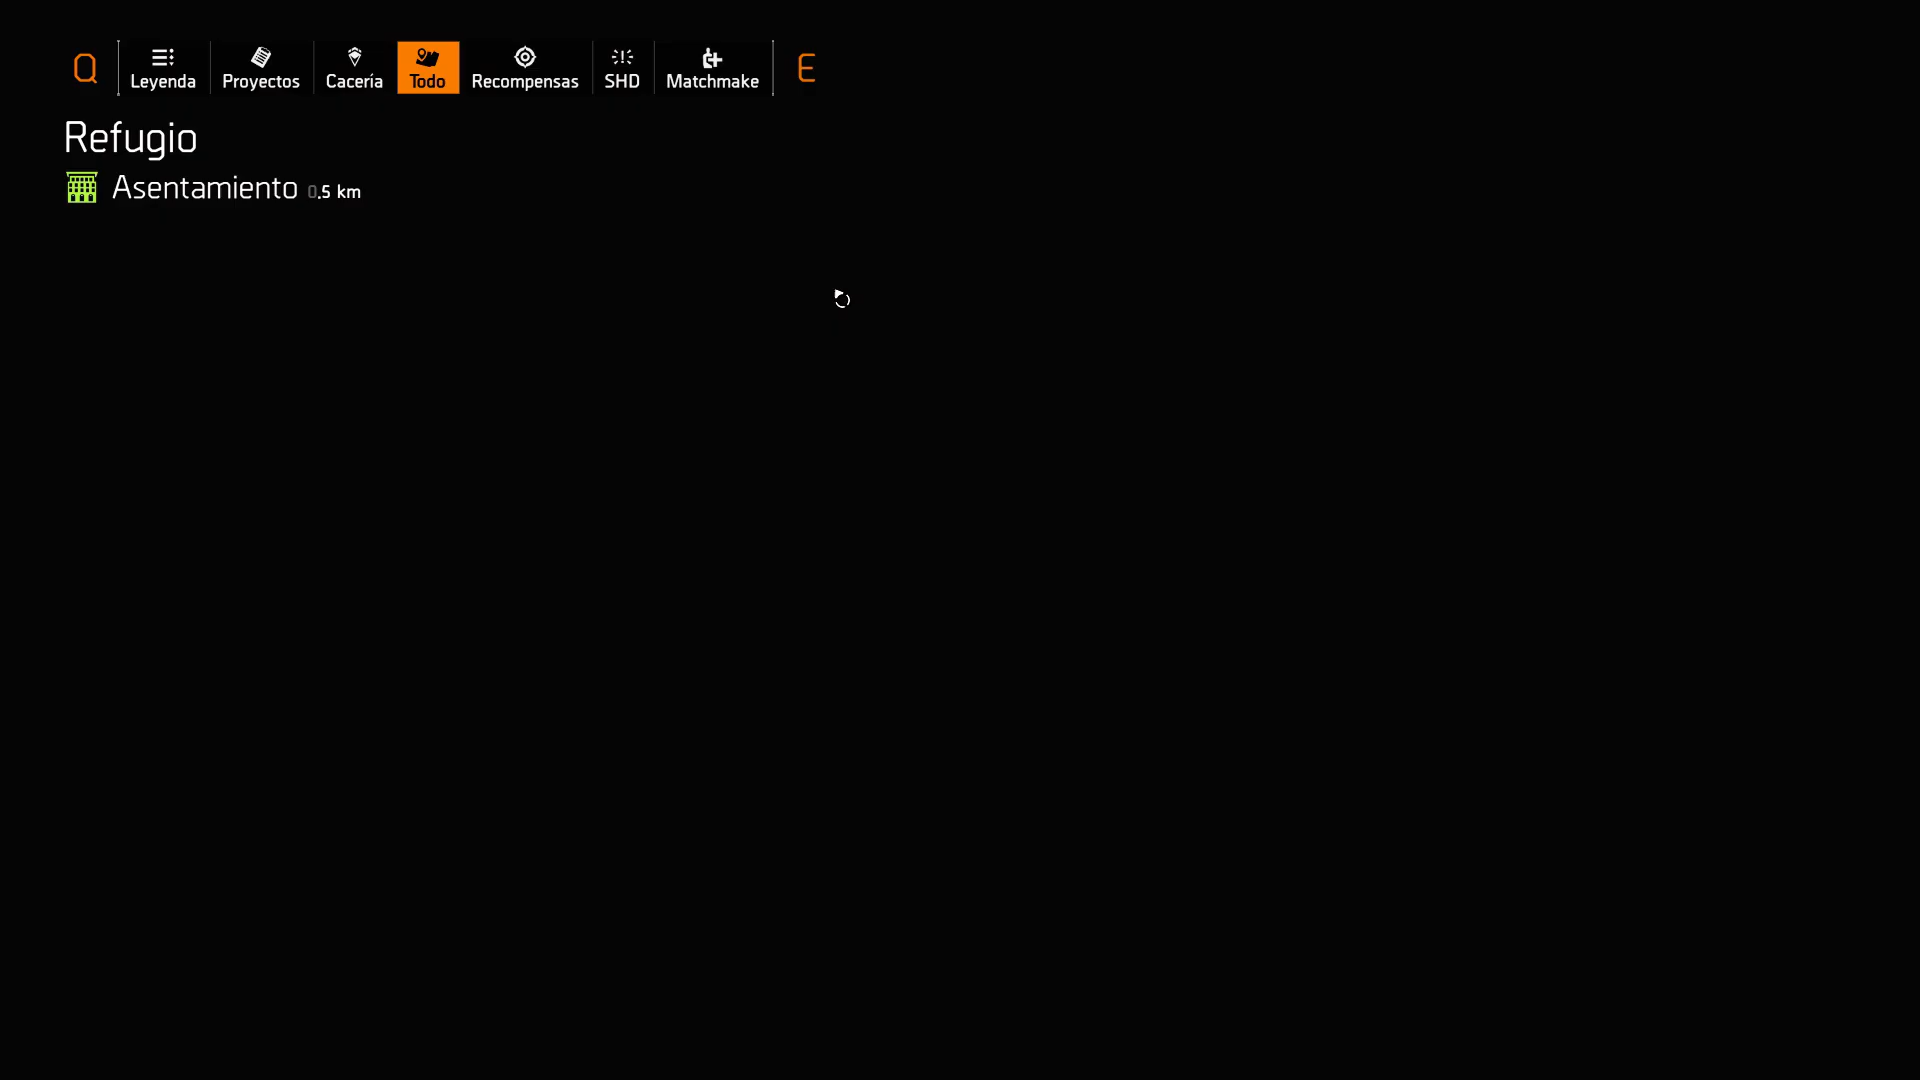 Q Leyenda Proyectos Cacería Todo Recompensas SHD Matchmake E
Refugio
Asentamiento 0.5 km